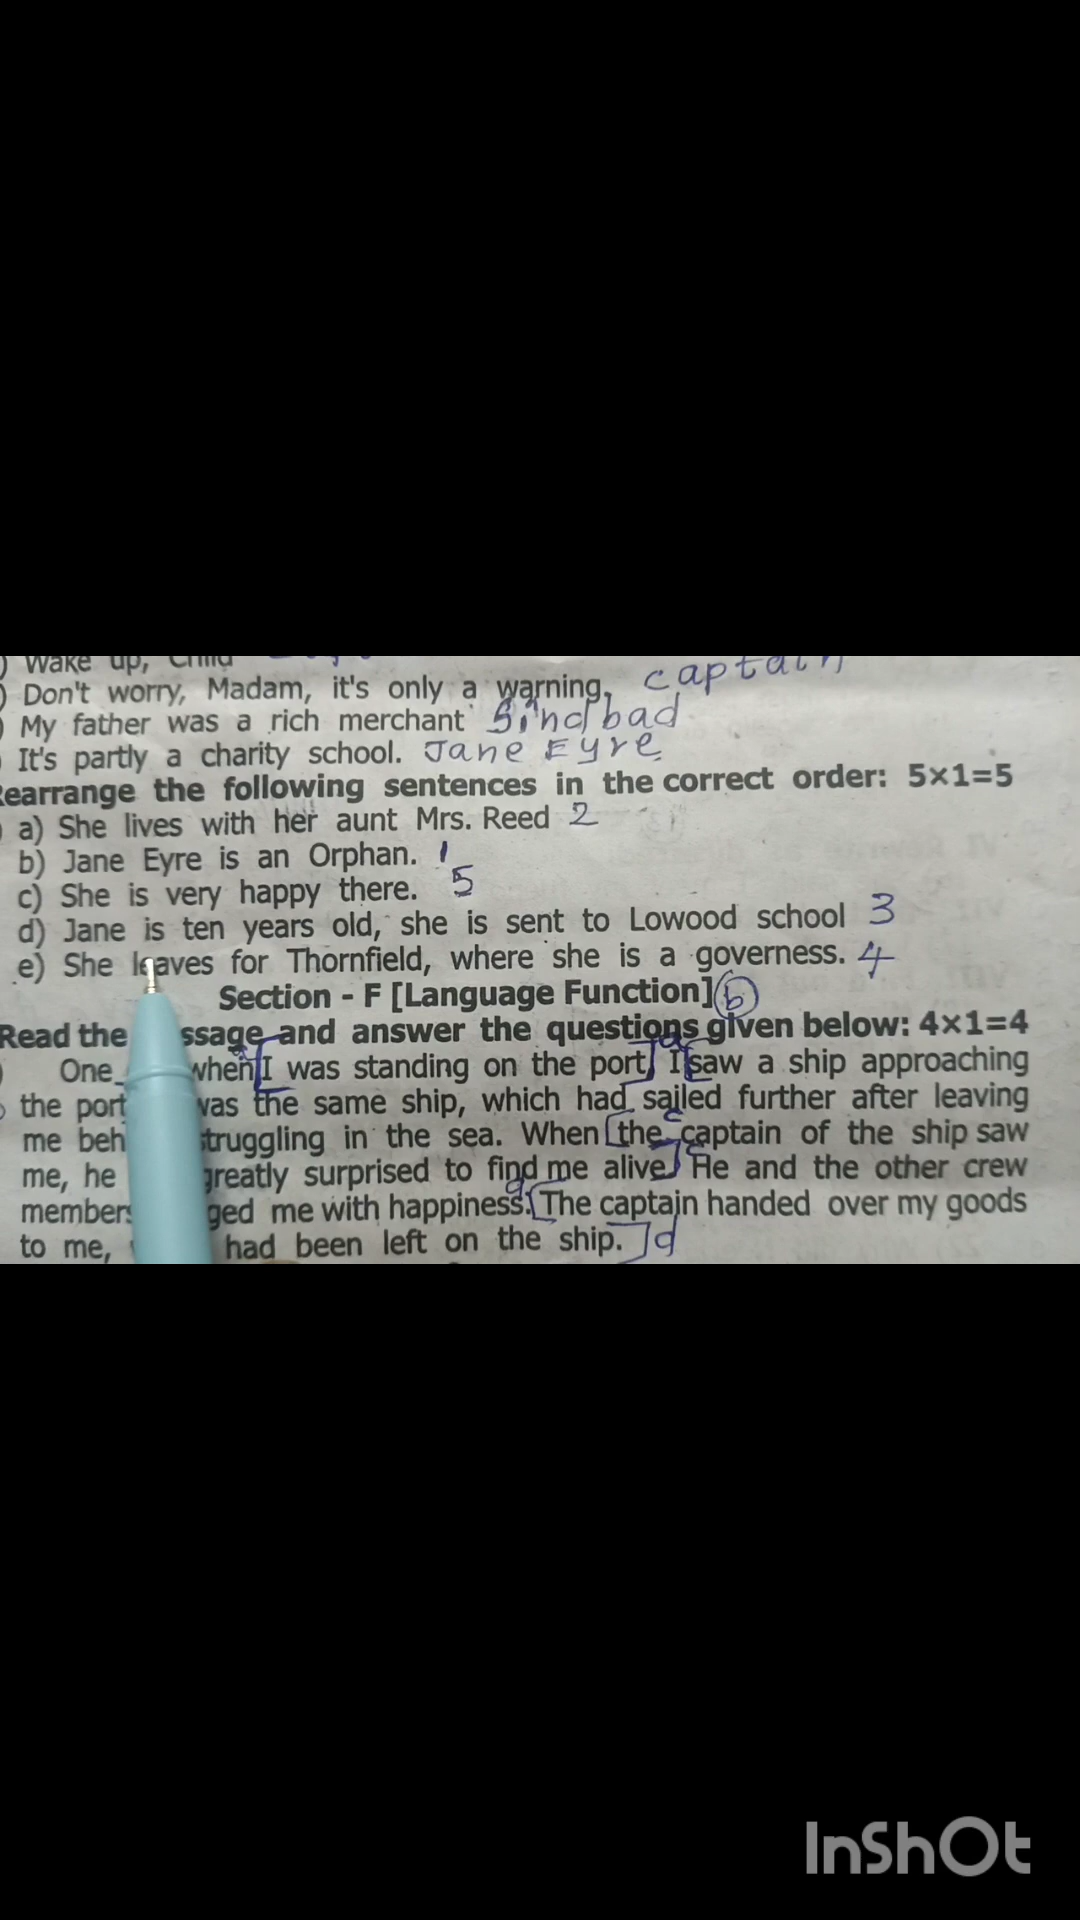 Wake up, Child
Don't worry, Madam, it's only a warning. captain
My father was a rich merchant Sindbad
It's partly a charity school. Jane Eyre
Rearrange the following sentences in the correct order: 5×1=5
a) She lives with her aunt Mrs. Reed 2
b) Jane Eyre is an Orphan. 1
c) She is very happy there. 5
d) Jane is ten years old, she is sent to Lowood school 3
e) She leaves for Thornfield, where she is a governess. 4
Section - F [Language Function] b
Read the ssage and answer the questions given below: 4×1=4
One when I was standing on the port, I saw a ship approaching
the port was the same ship, which had sailed further after leaving
me beh struggling in the sea. When the captain of the ship saw
me, he greatly surprised to find me alive. He and the other crew
members ged me with happiness. The captain handed over my goods
to me, had been left on the ship. d
InShOt